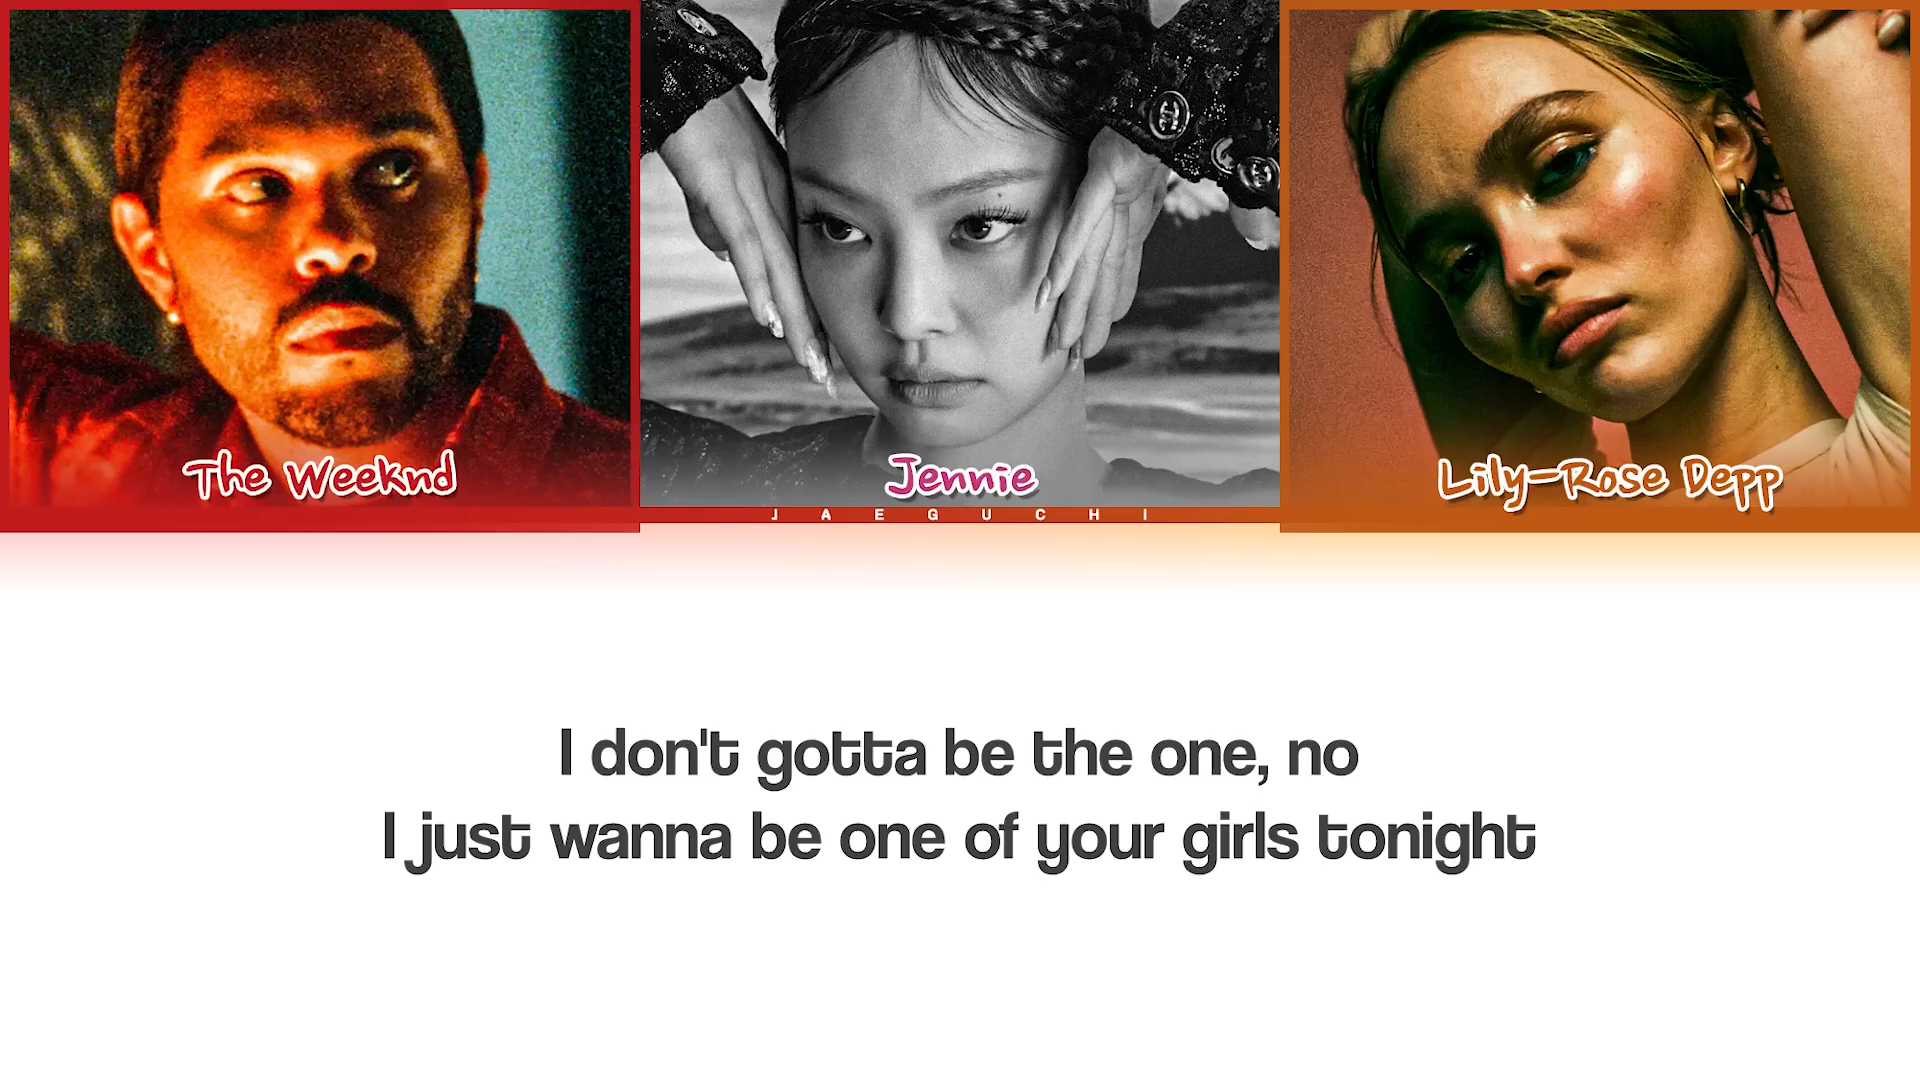 The Weeknd
Jennie
Lily-Rose Depp
JAEGUCHI
I don't gotta be the one, no
I just wanna be one of your girls tonight